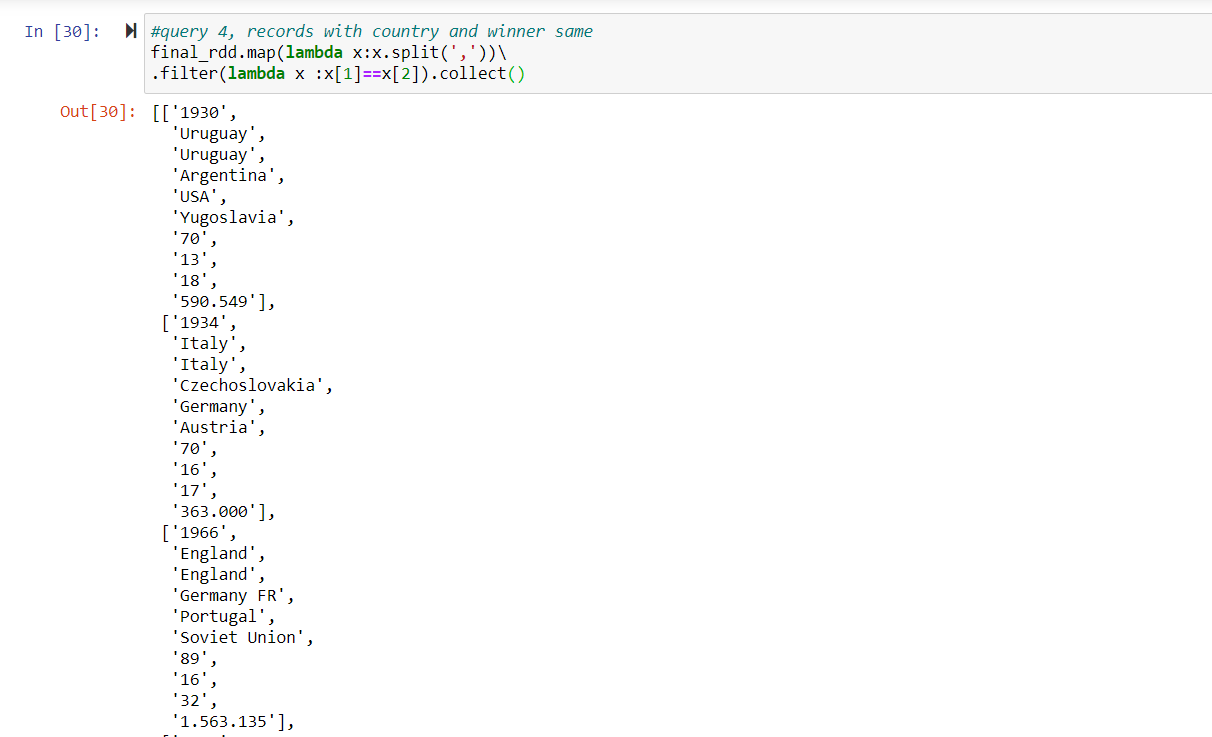 In [30]: #query 4, records with country and winner same
final_rdd.map(lambda x:x.split(','))\
.filter(lambda x :x[1]==x[2]).collect()
Out[30]: [['1930',
'Uruguay',
'Uruguay',
'Argentina',
'USA',
'Yugoslavia',
'70',
'13',
'18',
'590.549'],
['1934',
'Italy',
'Italy',
'Czechoslovakia',
'Germany',
'Austria',
'70',
'16',
'17',
'363.000'],
['1966',
'England',
'England',
'Germany FR',
'Portugal',
'Soviet Union',
'89',
'16',
'32',
'1.563.135'],